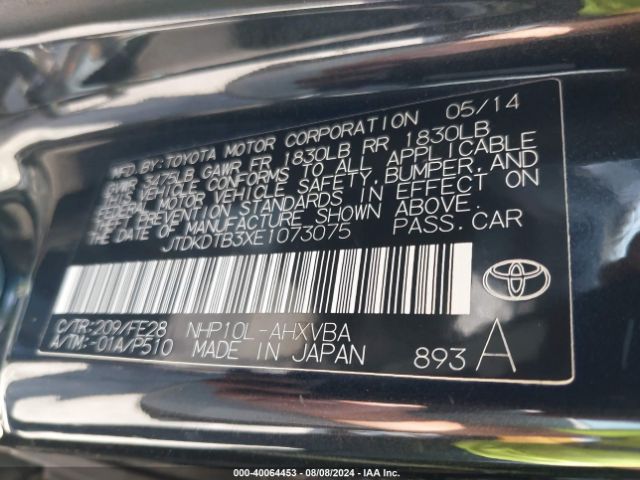 MFD. BY: TOYOTA MOTOR CORPORATION 05/14
GVWR 3475LB GAWR FR 1830LB RR 1830LB
THIS VEHICLE CONFORMS TO ALL APPLICABLE
FEDERAL MOTOR VEHICLE SAFETY, BUMPER, AND
THEFT PREVENTION STANDARDS IN EFFECT ON
THE DATE OF MANUFACTURE SHOWN ABOVE.
JTDKDTB3XE1073075 PASS.CAR
C/TR:209/FE28 NHP10L-AHXVBA
A/TM:-01A/P510 MADE IN JAPAN 893 A
000-40064453 - 08/08/2024 - IAA Inc.